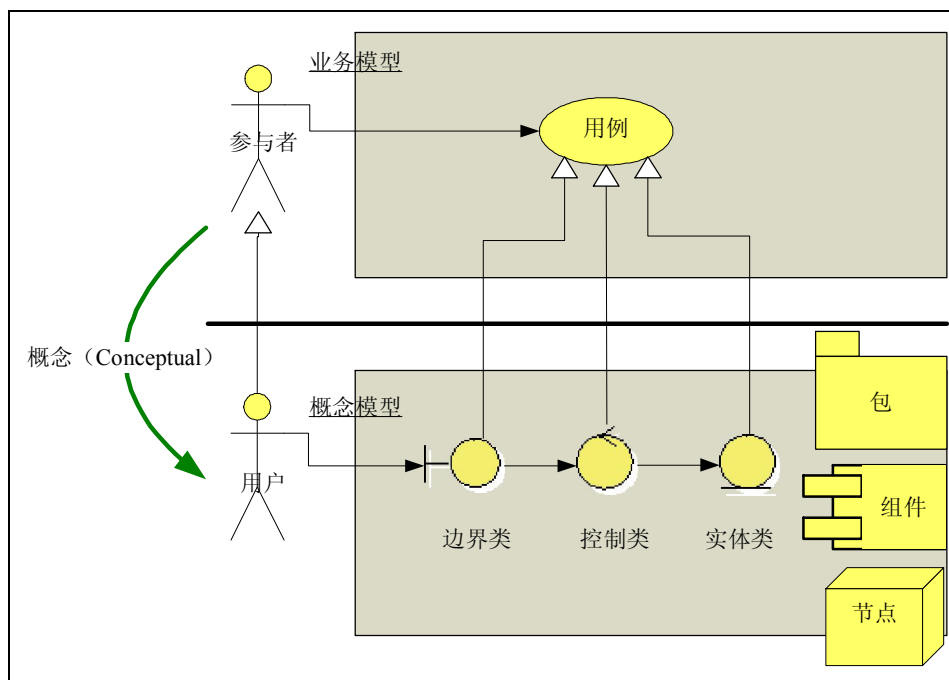 业务模型
参与者
用例
概念（Conceptual）
概念模型
用户
边界类
控制类
实体类
包
组件
节点